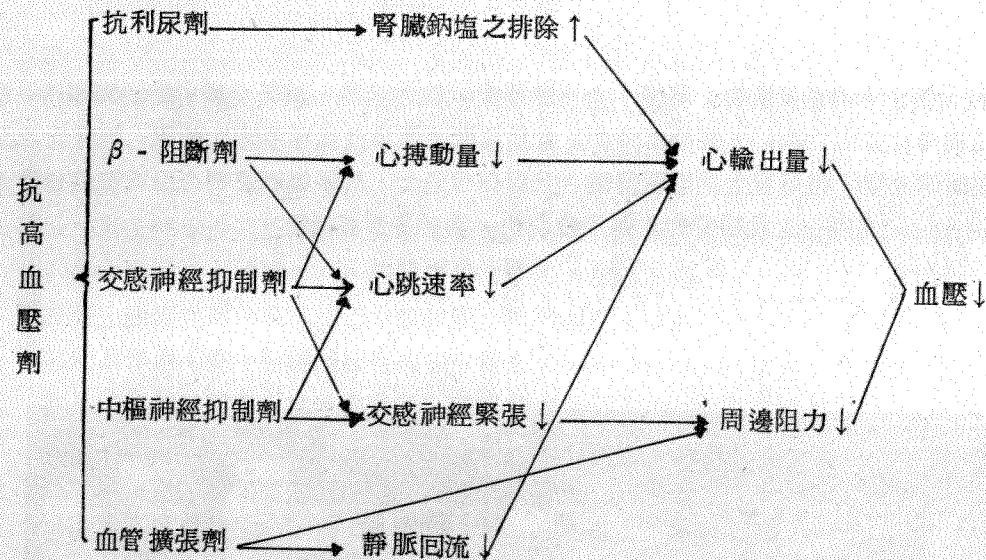 抗高血壓劑
抗利尿劑 腎臟鈉塩之排除↑
β - 阻斷劑 心搏動量↓ 心輸出量↓
交感神經抑制劑 心跳速率↓ 血壓↓
中樞神經抑制劑 交感神經緊張↓ 周邊阻力↓
血管擴張劑 靜脈囘流↓